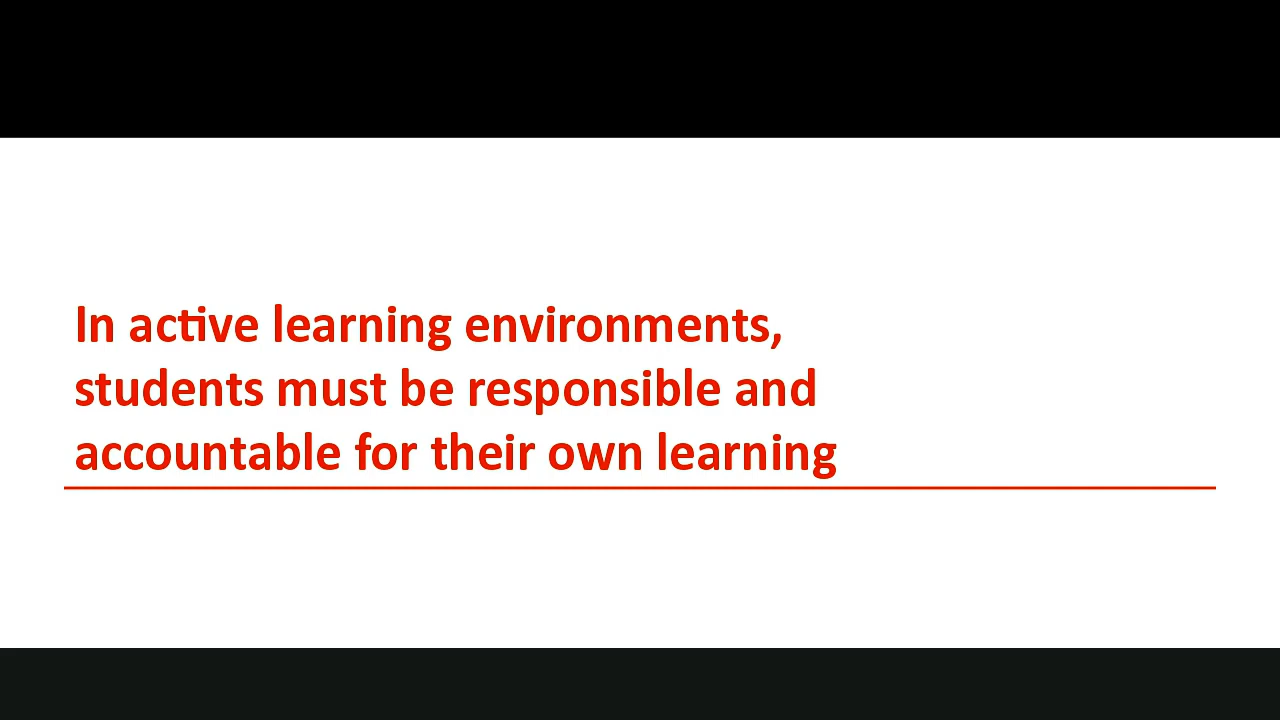 In active learning environments,
students must be responsible and
accountable for their own learning